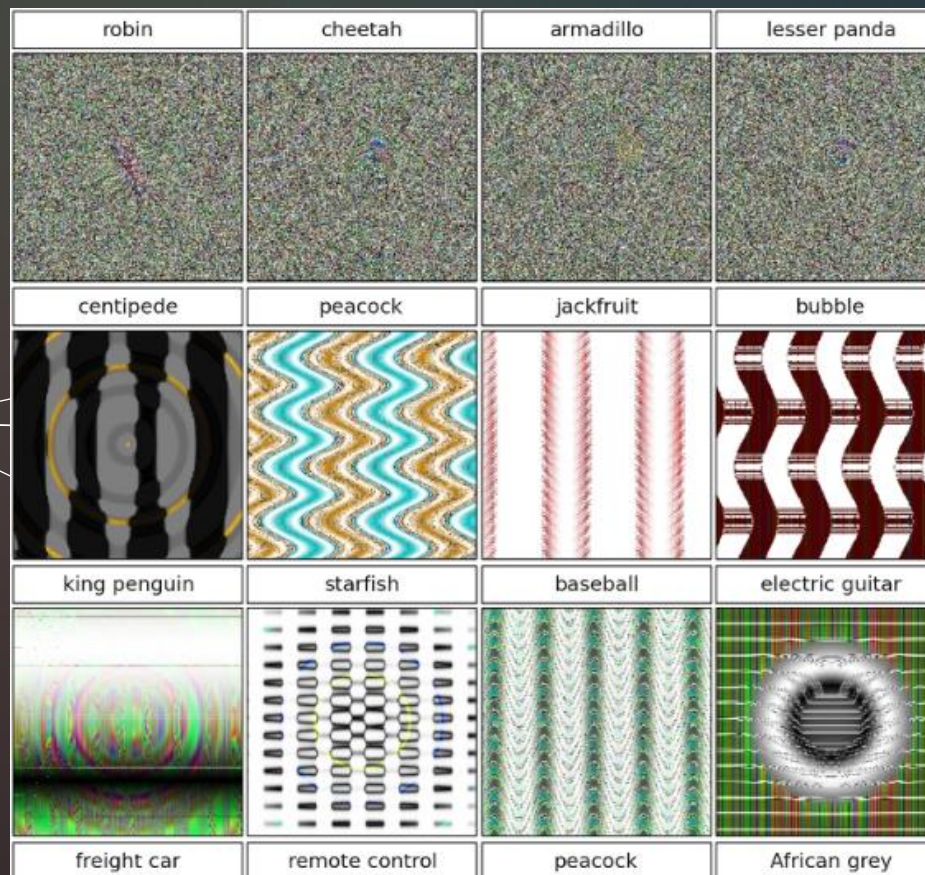 robin cheetah armadillo lesser panda
centipede peacock jackfruit bubble
king penguin starfish baseball electric guitar
freight car remote control peacock African grey